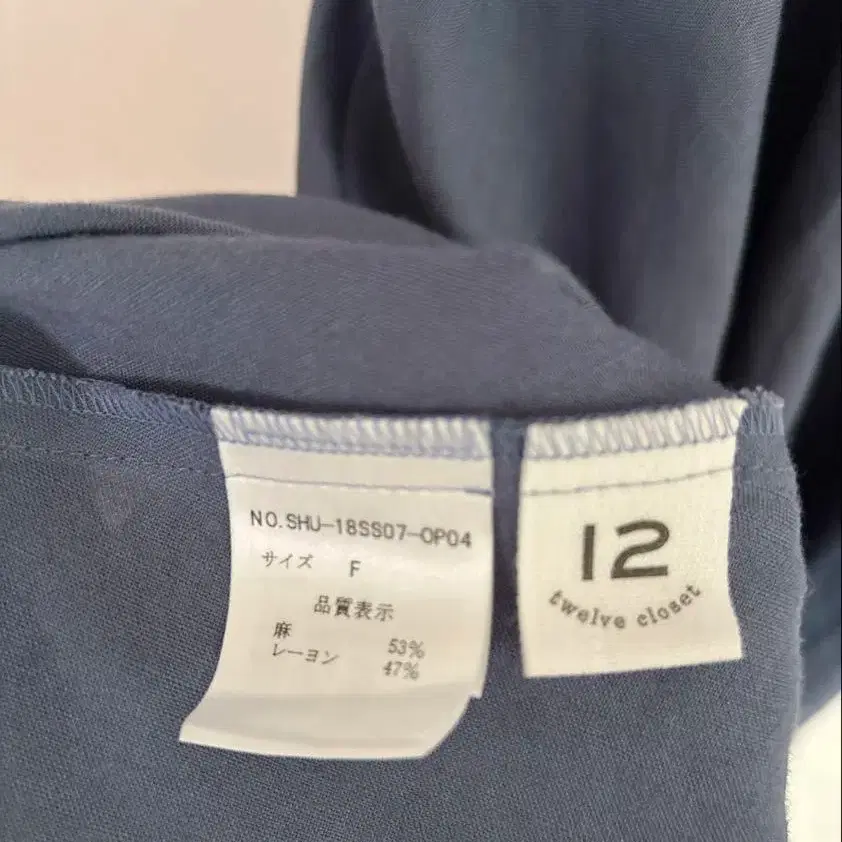 NO.SHU-18SS07-OP04
サイズ F
品質表示
麻 53%
レーヨン 47%
12
twelve closet